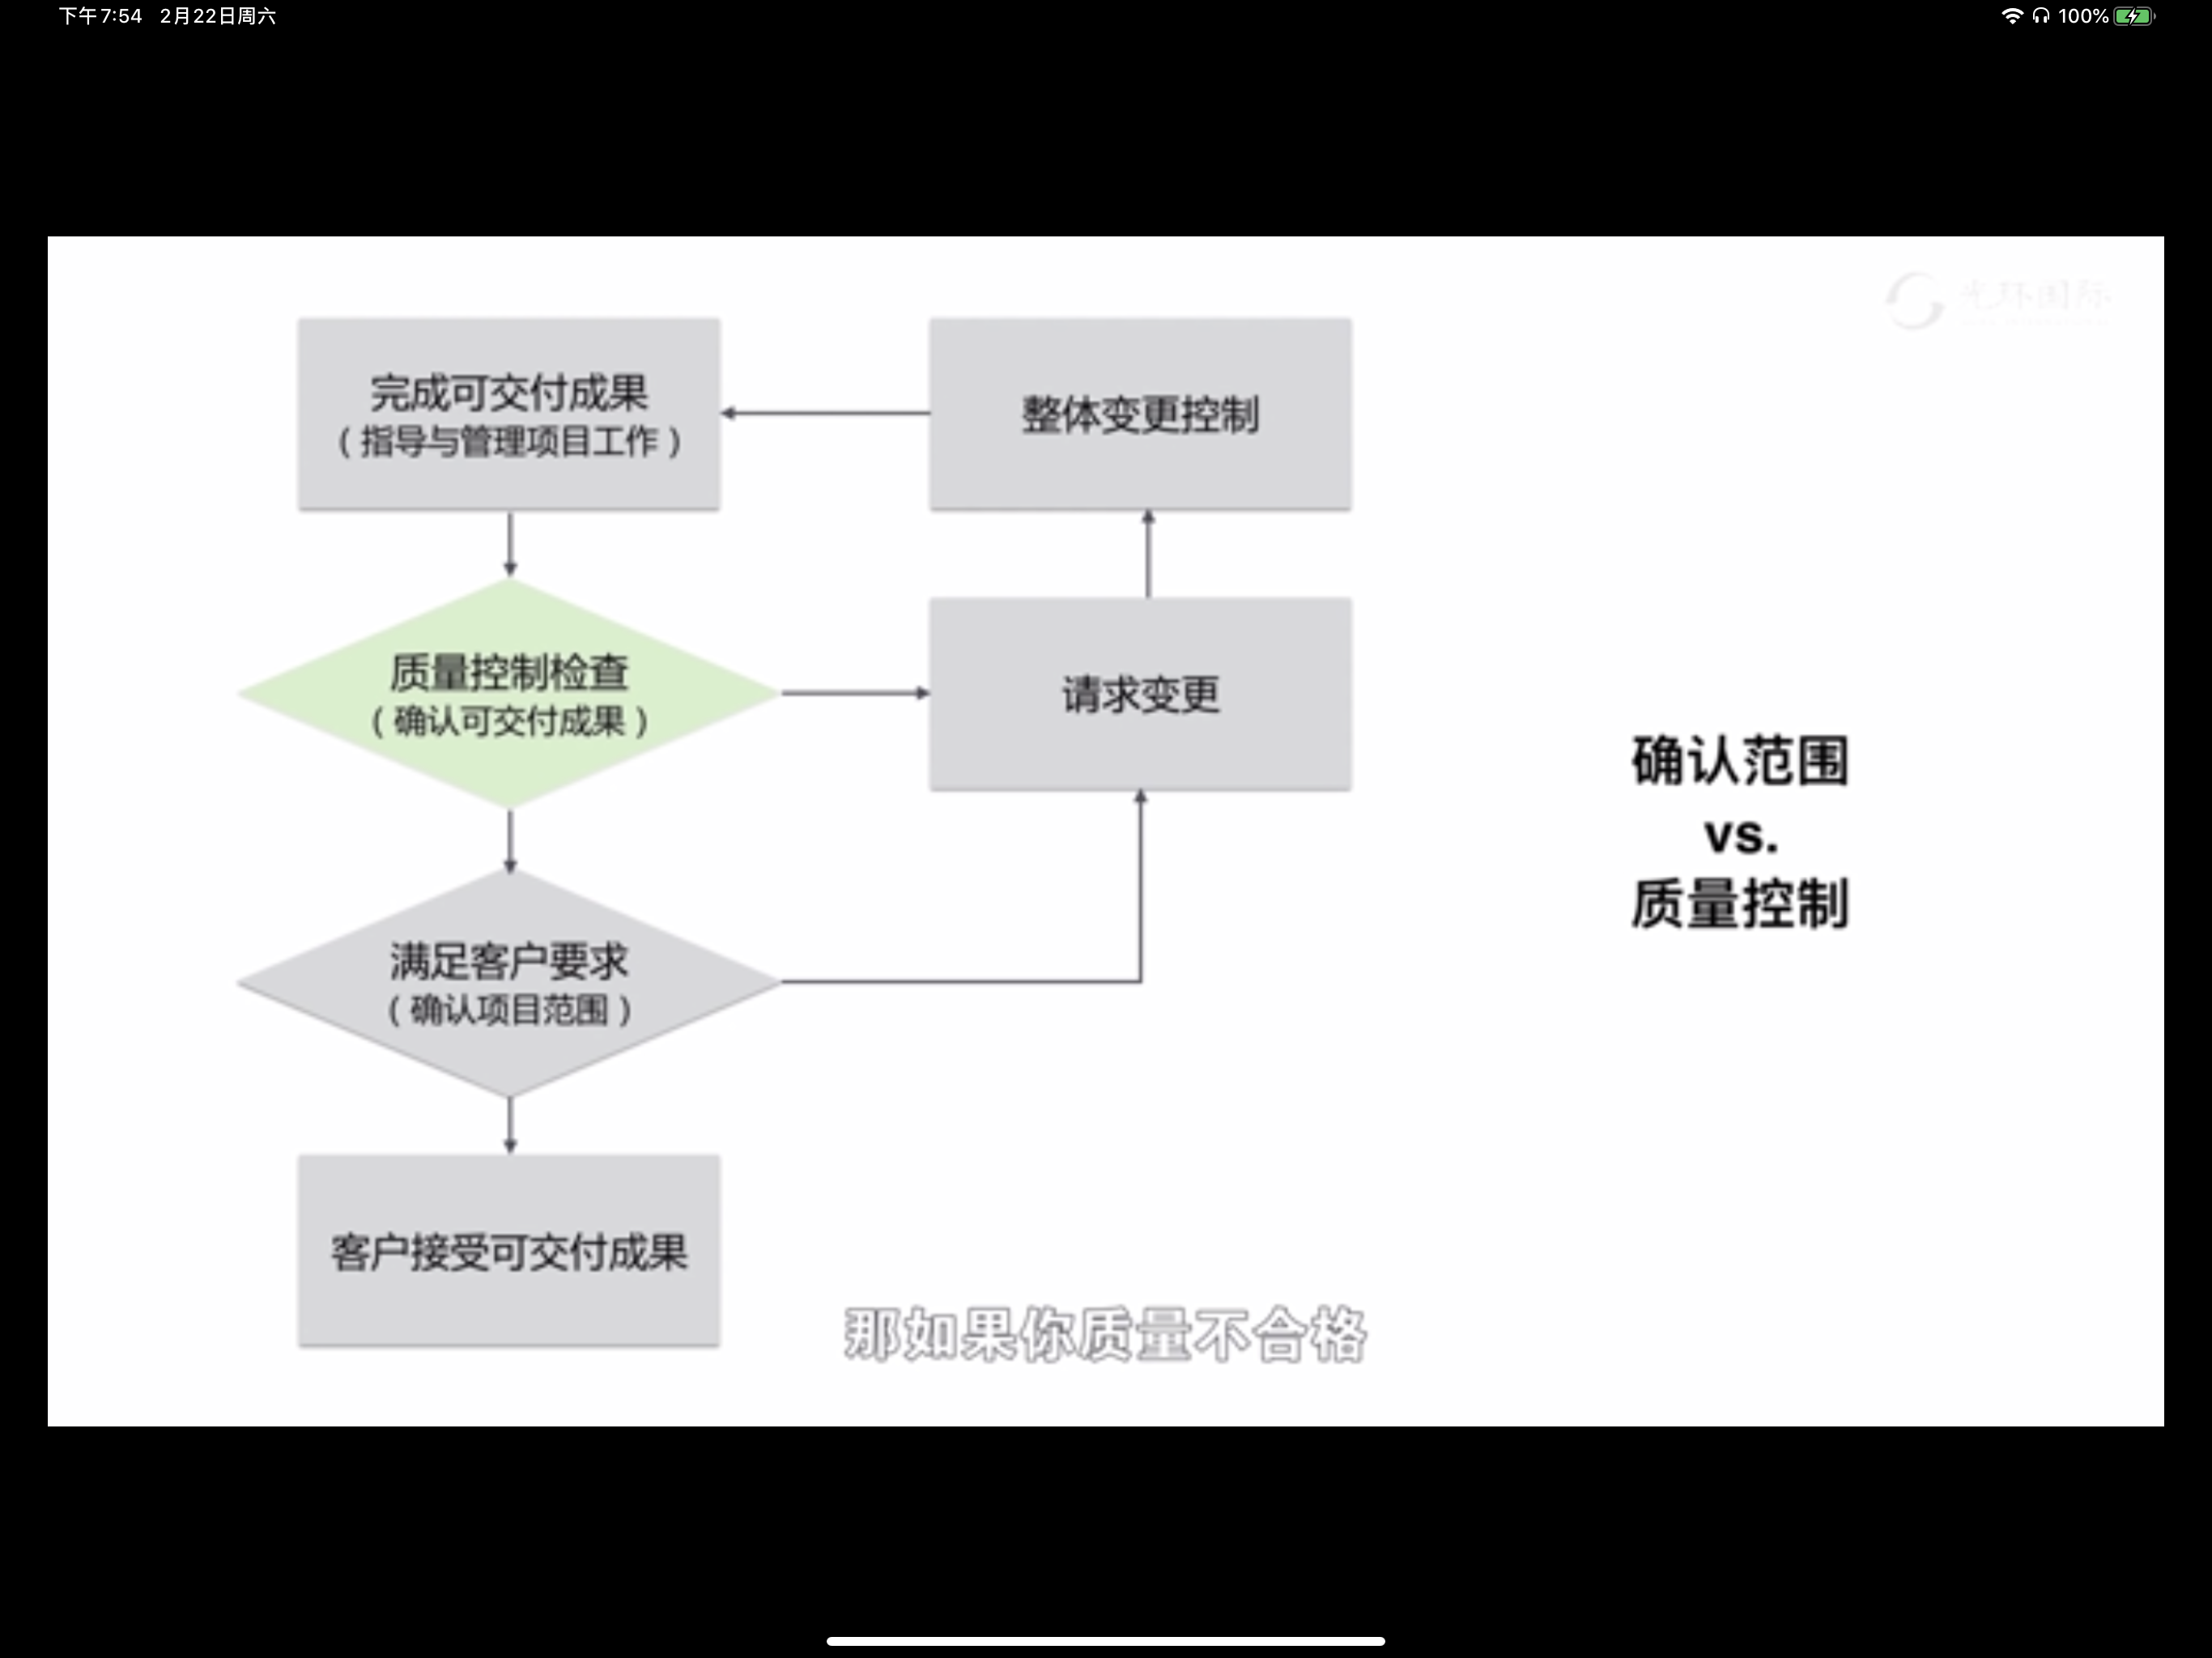 下午7:54 2月22日周六
100%
光环国际
完成可交付成果
（指导与管理项目工作）
整体变更控制
质量控制检查
（确认可交付成果）
请求变更
确认范围
vs.
质量控制
满足客户要求
（确认项目范围）
客户接受可交付成果
那如果你质量不合格